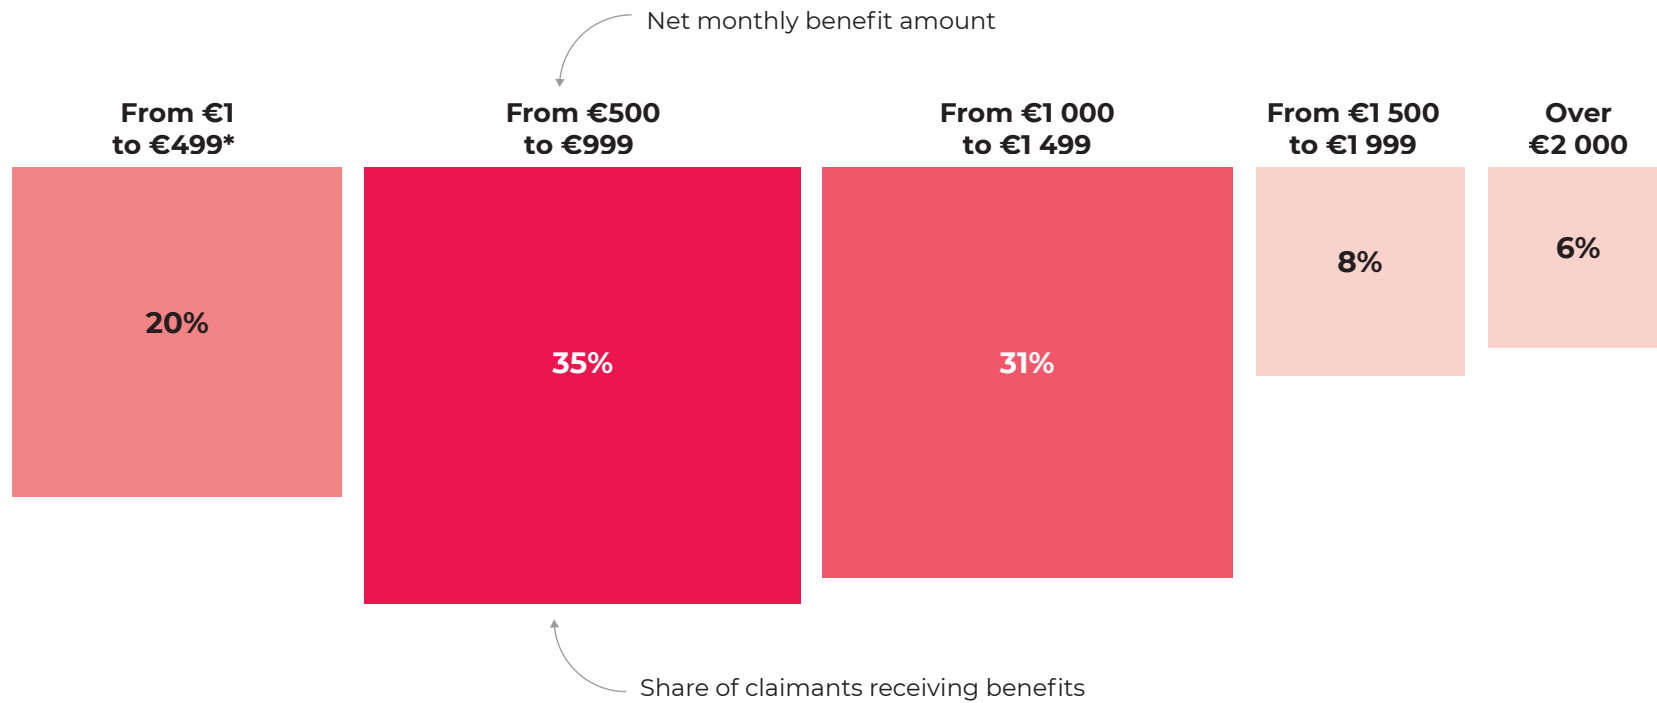 Net monthly benefit amount
From €1
to €499*
From €500
to €999
From €1 000
to €1 499
From €1 500
to €1 999
Over
€2 000
20%
35%
31%
8%
6%
Share of claimants receiving benefits